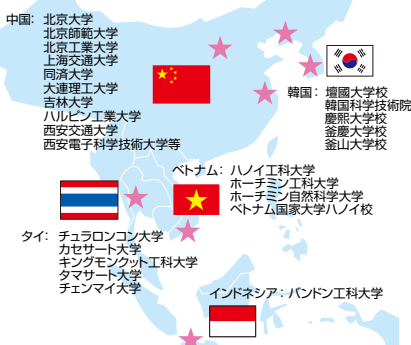 中国：北京大学
北京師範大学
北京工業大学
上海交通大学
同済大学
大連理工大学
吉林大学
ハルビン工業大学
西安交通大学
西安電子科学技術大学等
韓国：壇國大学校
韓国科学技術院
慶熙大学校
釜慶大学校
釜山大学校
ベトナム：ハノイ工科大学
ホーチミン工科大学
ホーチミン自然科学大学
ベトナム国家大学ハノイ校
タイ：チュラロンコン大学
カセサート大学
キングモンクット工科大学
タマサート大学
チェンマイ大学
インドネシア：バンドン工科大学